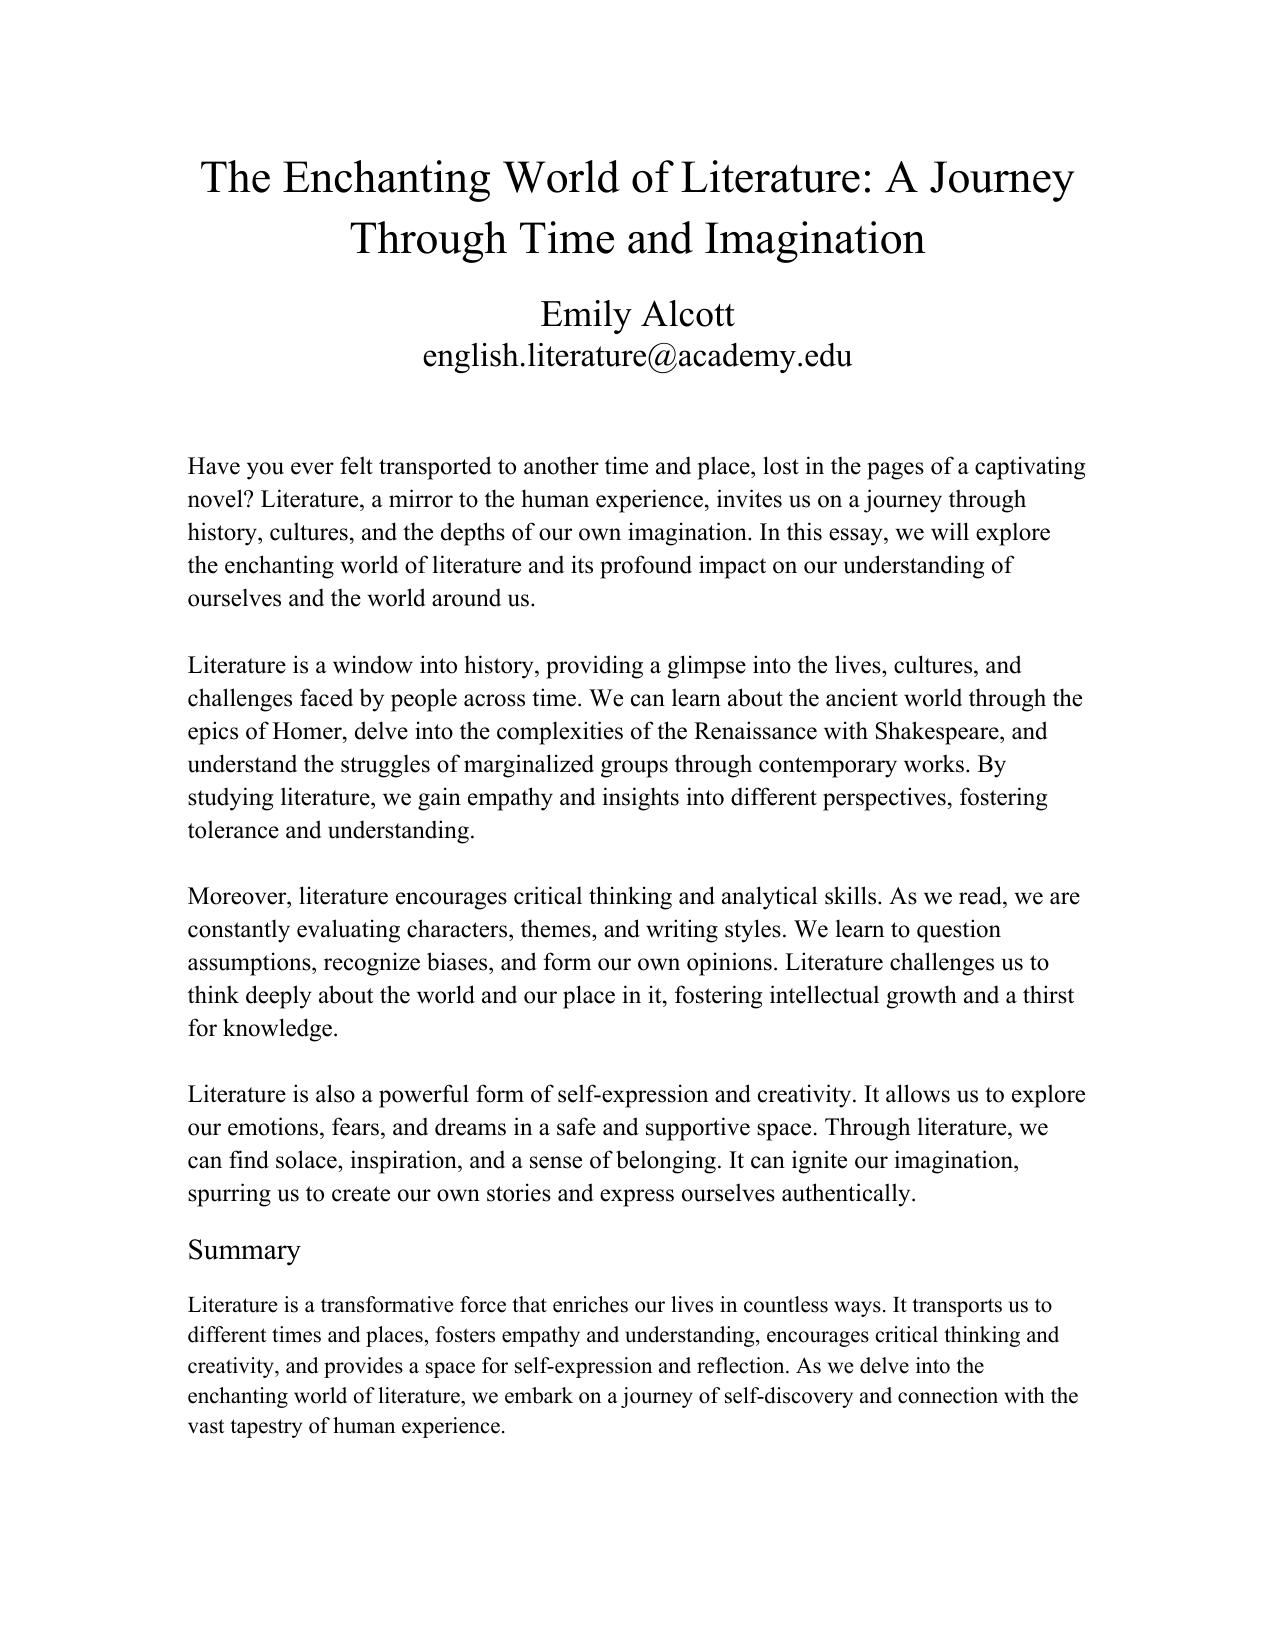 The Enchanting World of Literature: A Journey
Through Time and Imagination
Emily Alcott
english.literature@academy.edu
Have you ever felt transported to another time and place, lost in the pages of a captivating
novel? Literature, a mirror to the human experience, invites us on a journey through
history, cultures, and the depths of our own imagination. In this essay, we will explore
the enchanting world of literature and its profound impact on our understanding of
ourselves and the world around us.
Literature is a window into history, providing a glimpse into the lives, cultures, and
challenges faced by people across time. We can learn about the ancient world through the
epics of Homer, delve into the complexities of the Renaissance with Shakespeare, and
understand the struggles of marginalized groups through contemporary works. By
studying literature, we gain empathy and insights into different perspectives, fostering
tolerance and understanding.
Moreover, literature encourages critical thinking and analytical skills. As we read, we are
constantly evaluating characters, themes, and writing styles. We learn to question
assumptions, recognize biases, and form our own opinions. Literature challenges us to
think deeply about the world and our place in it, fostering intellectual growth and a thirst
for knowledge.
Literature is also a powerful form of self-expression and creativity. It allows us to explore
our emotions, fears, and dreams in a safe and supportive space. Through literature, we
can find solace, inspiration, and a sense of belonging. It can ignite our imagination,
spurring us to create our own stories and express ourselves authentically.
Summary
Literature is a transformative force that enriches our lives in countless ways. It transports us to
different times and places, fosters empathy and understanding, encourages critical thinking and
creativity, and provides a space for self-expression and reflection. As we delve into the
enchanting world of literature, we embark on a journey of self-discovery and connection with the
vast tapestry of human experience.